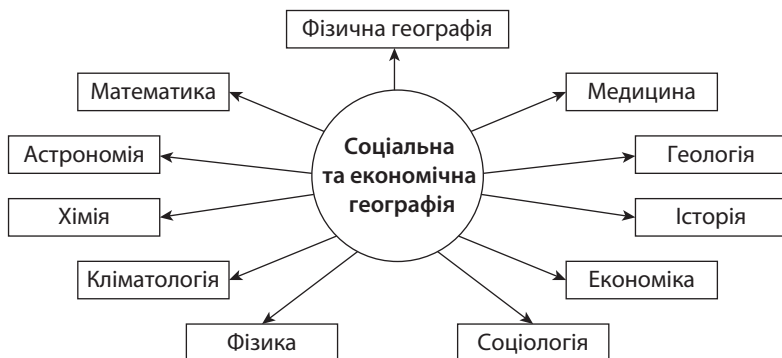 Фізична географія
Математика
Медицина
Астрономія
Соціальна
та економічна
географія
Геологія
Хімія
Історія
Кліматологія
Економіка
Фізика
Соціологія